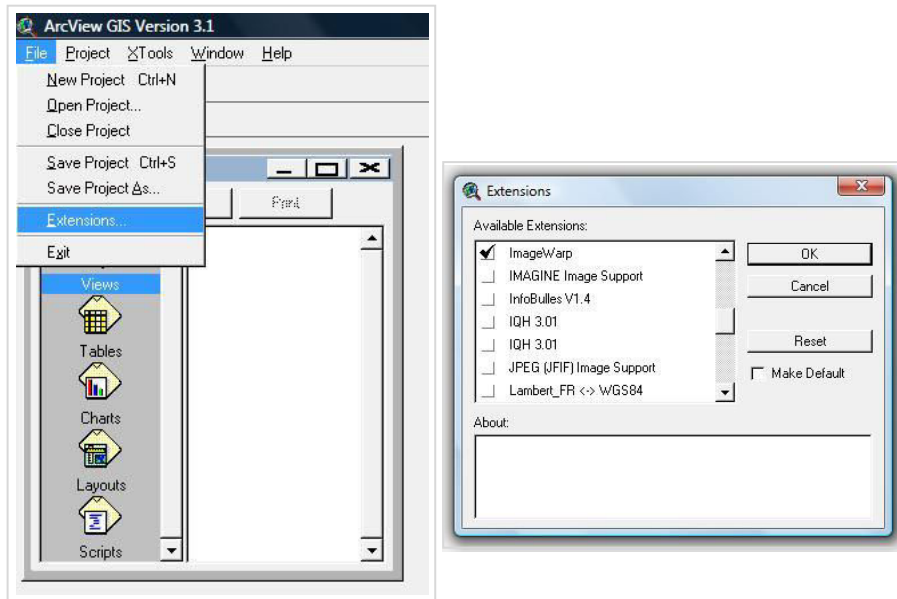 ArcView GIS Version 3.1
File Project XTools Window Help
New Project Ctrl+N
Open Project...
Close Project
Save Project Ctrl+S
Save Project As...
Extensions...
Exit
Print
Views
Tables
Charts
Layouts
Scripts
Extensions
Available Extensions:
ImageWarp
IMAGINE Image Support
InfoBulles V1.4
IQH 3.01
IQH 3.01
JPEG (JFIF) Image Support
Lambert_FR <-> WGS84
OK
Cancel
Reset
Make Default
About: